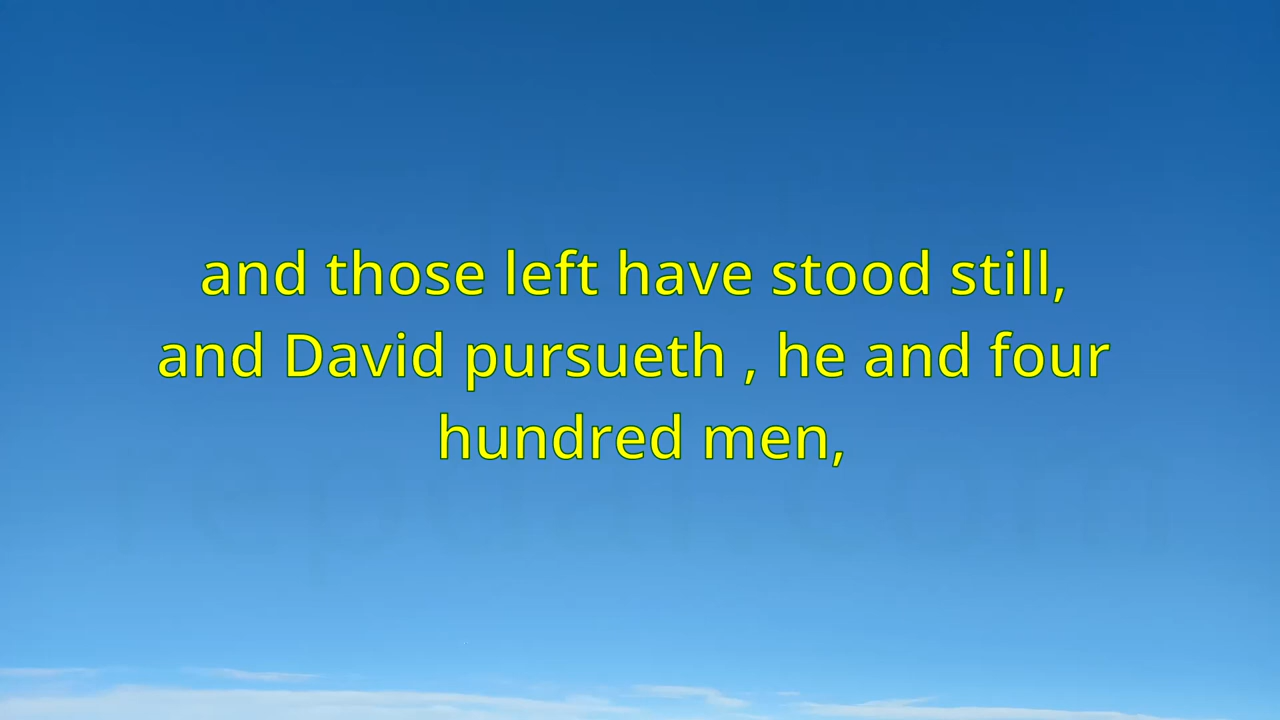 and those left have stood still,
and David pursueth , he and four
hundred men,